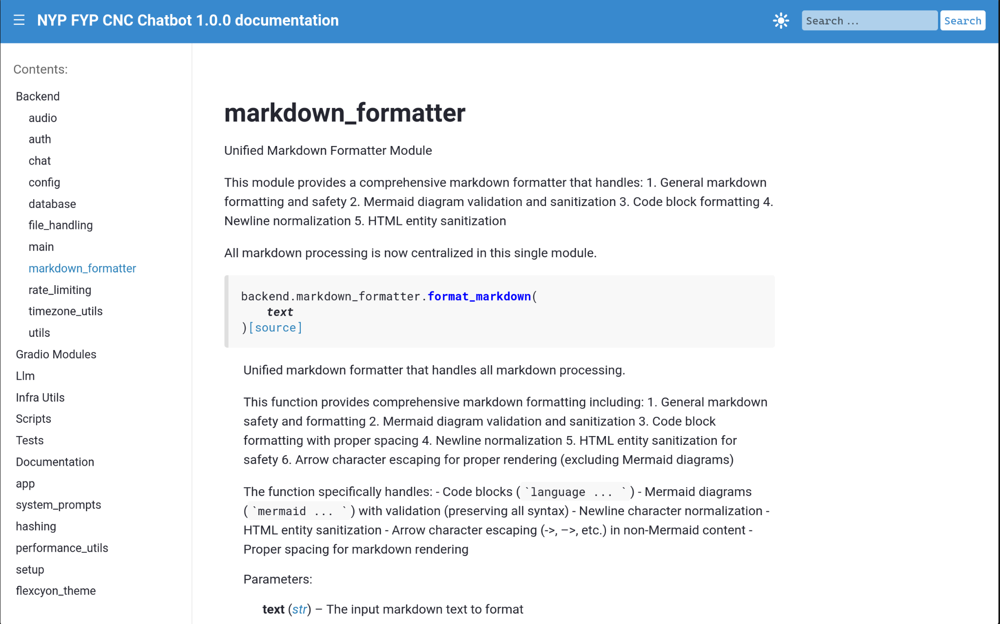 NYP FYP CNC Chatbot 1.0.0 documentation
Search ...
Search
Contents:
Backend
audio
auth
chat
config
database
file_handling
main
markdown_formatter
rate_limiting
timezone_utils
utils
Gradio Modules
Llm
Infra Utils
Scripts
Tests
Documentation
app
system_prompts
hashing
performance_utils
setup
flexcyon_theme
markdown_formatter
Unified Markdown Formatter Module
This module provides a comprehensive markdown formatter that handles: 1. General markdown
formatting and safety 2. Mermaid diagram validation and sanitization 3. Code block formatting 4.
Newline normalization 5. HTML entity sanitization
All markdown processing is now centralized in this single module.
backend.markdown_formatter.format_markdown(
text
)[source]
Unified markdown formatter that handles all markdown processing.
This function provides comprehensive markdown formatting including: 1. General markdown
safety and formatting 2. Mermaid diagram validation and sanitization 3. Code block
formatting with proper spacing 4. Newline normalization 5. HTML entity sanitization for
safety 6. Arrow character escaping for proper rendering (excluding Mermaid diagrams)
The function specifically handles: - Code blocks (`language ... `) - Mermaid diagrams
(`mermaid ... `) with validation (preserving all syntax) - Newline character normalization -
HTML entity sanitization - Arrow character escaping (->, –>, etc.) in non-Mermaid content -
Proper spacing for markdown rendering
Parameters:
text (str) – The input markdown text to format